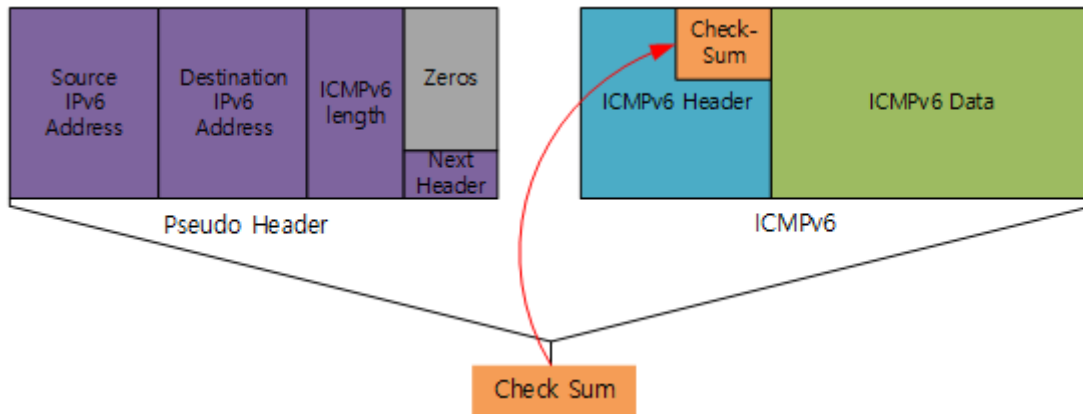 Source
IPv6
Address
Destination
IPv6
Address
ICMPv6
length
Zeros
Next
Header
Pseudo Header
Check-
Sum
ICMPv6 Header
ICMPv6 Data
ICMPv6
Check Sum